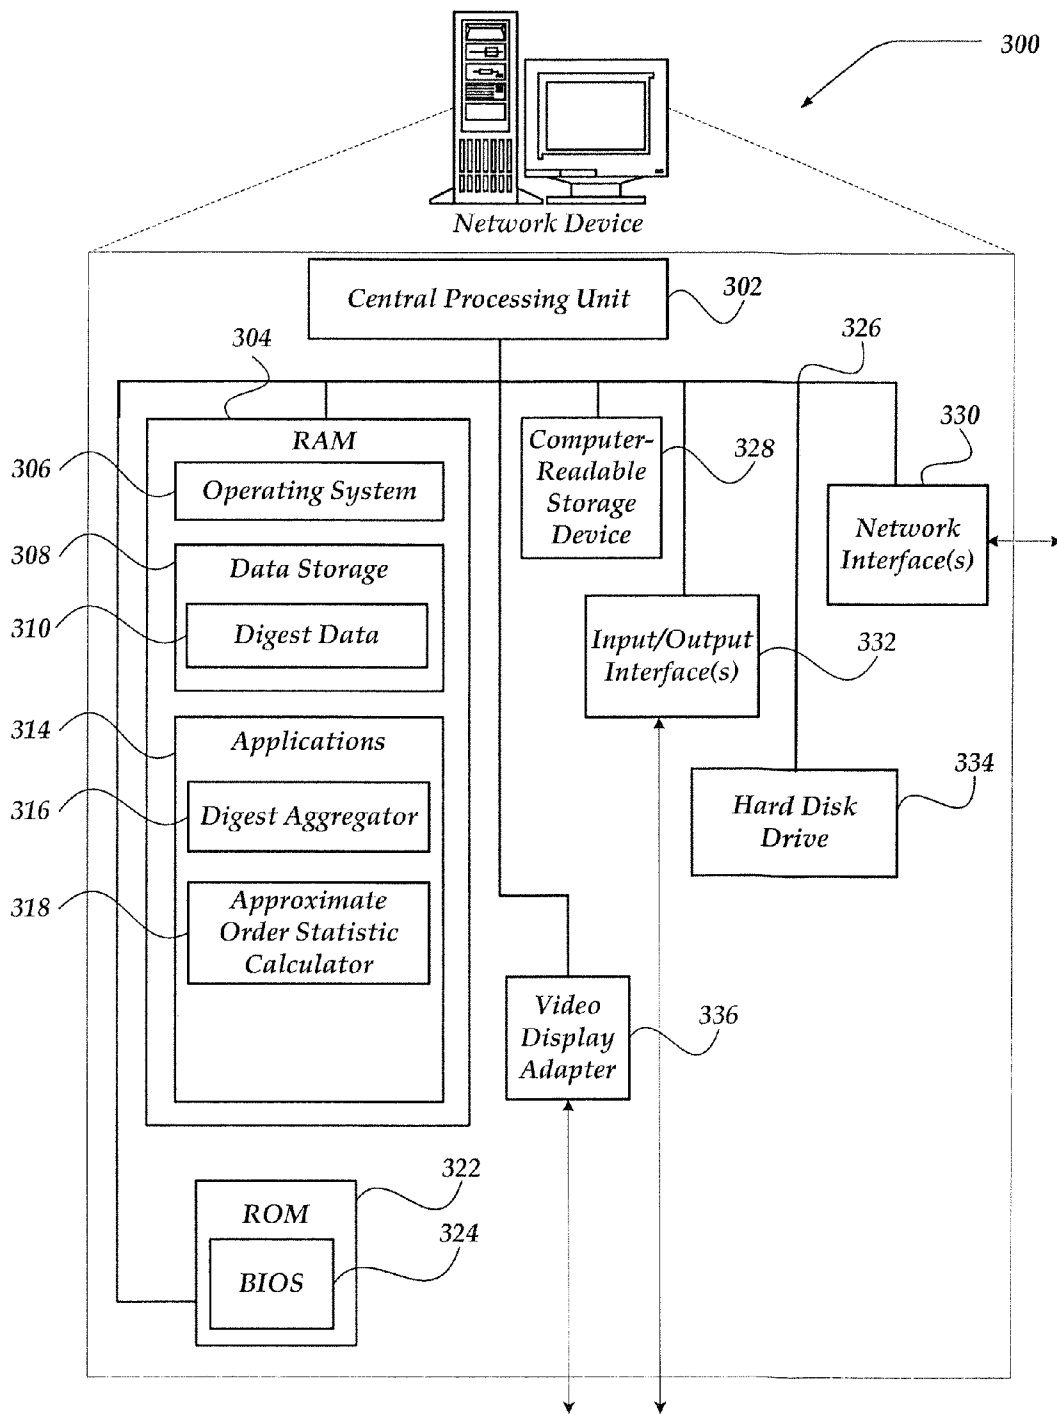 300
Network Device
Central Processing Unit
302
304
326
RAM
Computer-
Readable
Storage
Device
328
330
306
Operating System
Network
Interface(s)
308
Data Storage
310
Digest Data
Input/Output
Interface(s)
332
314
Applications
334
316
Digest Aggregator
Hard Disk
Drive
318
Approximate
Order Statistic
Calculator
Video
Display
Adapter
336
322
ROM
324
BIOS